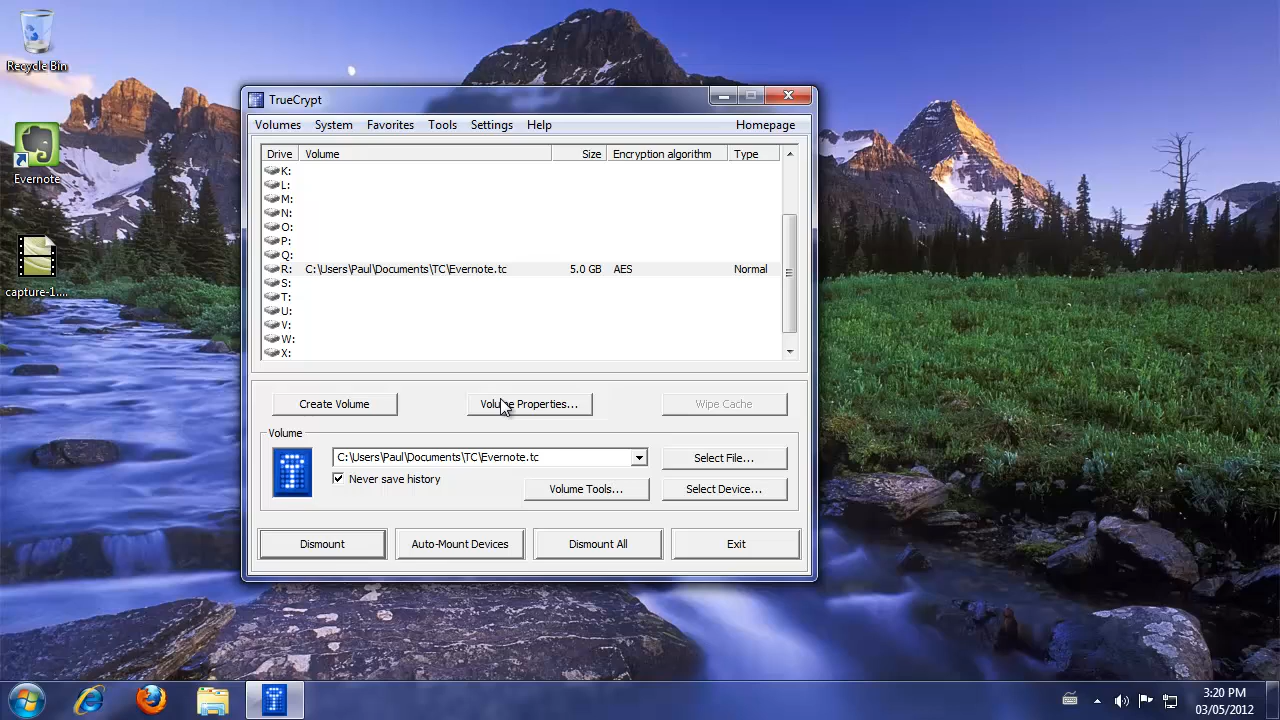 Recycle Bin
Evernote
capture-1....
TrueCrypt
Volumes System Favorites Tools Settings Help Homepage
Drive Volume Size Encryption algorithm Type
K:
L:
M:
N:
O:
P:
Q:
R: C:\Users\Paul\Documents\TC\Evernote.tc 5.0 GB AES Normal
S:
T:
U:
V:
W:
X:
Create Volume Volume Properties... Wipe Cache
Volume
C:\Users\Paul\Documents\TC\Evernote.tc Select File...
Never save history
Volume Tools... Select Device...
Dismount Auto-Mount Devices Dismount All Exit
3:20 PM
03/05/2012